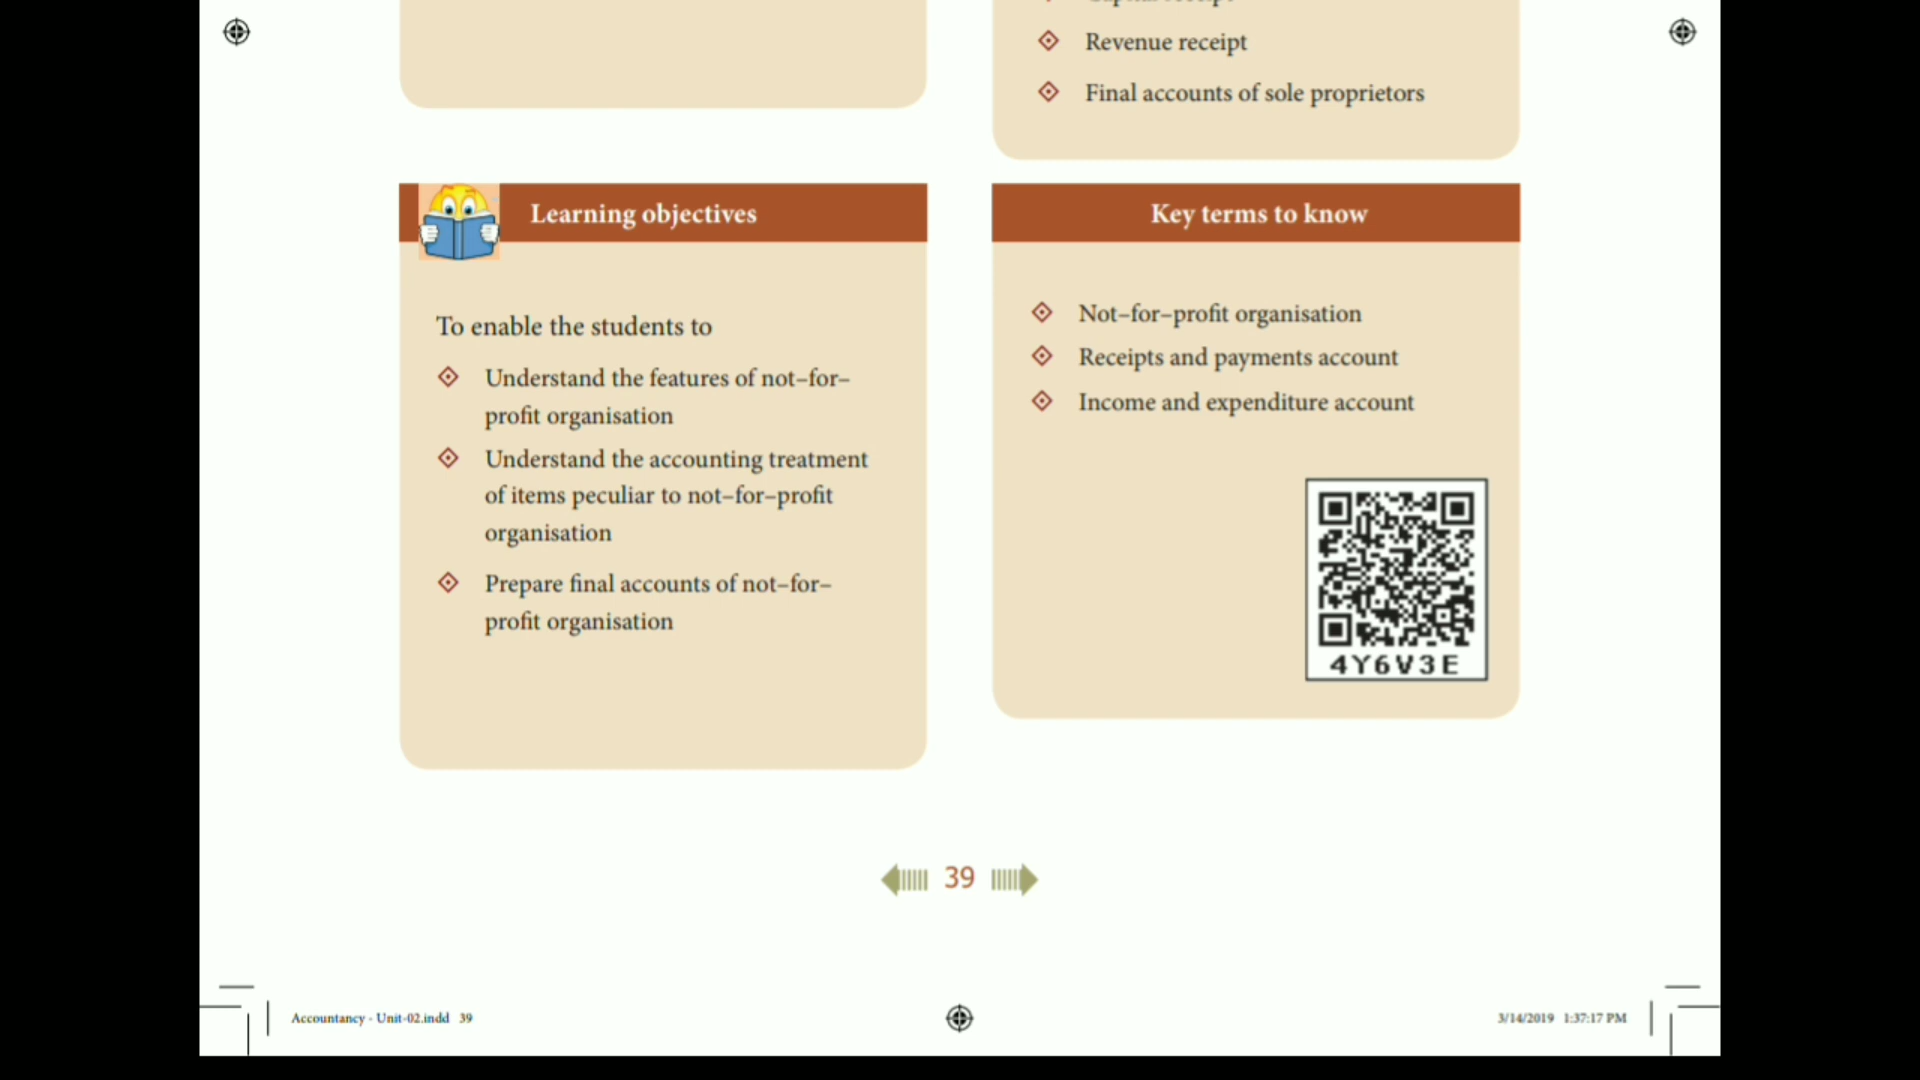 Revenue receipt
Final accounts of sole proprietors
Learning objectives
To enable the students to
Understand the features of not–for–
profit organisation
Understand the accounting treatment
of items peculiar to not–for–profit
organisation
Prepare final accounts of not–for–
profit organisation
Key terms to know
Not–for–profit organisation
Receipts and payments account
Income and expenditure account
4Y6V3E
39
Accountancy - Unit-02.indd 39
3/14/2019 1:37:17 PM